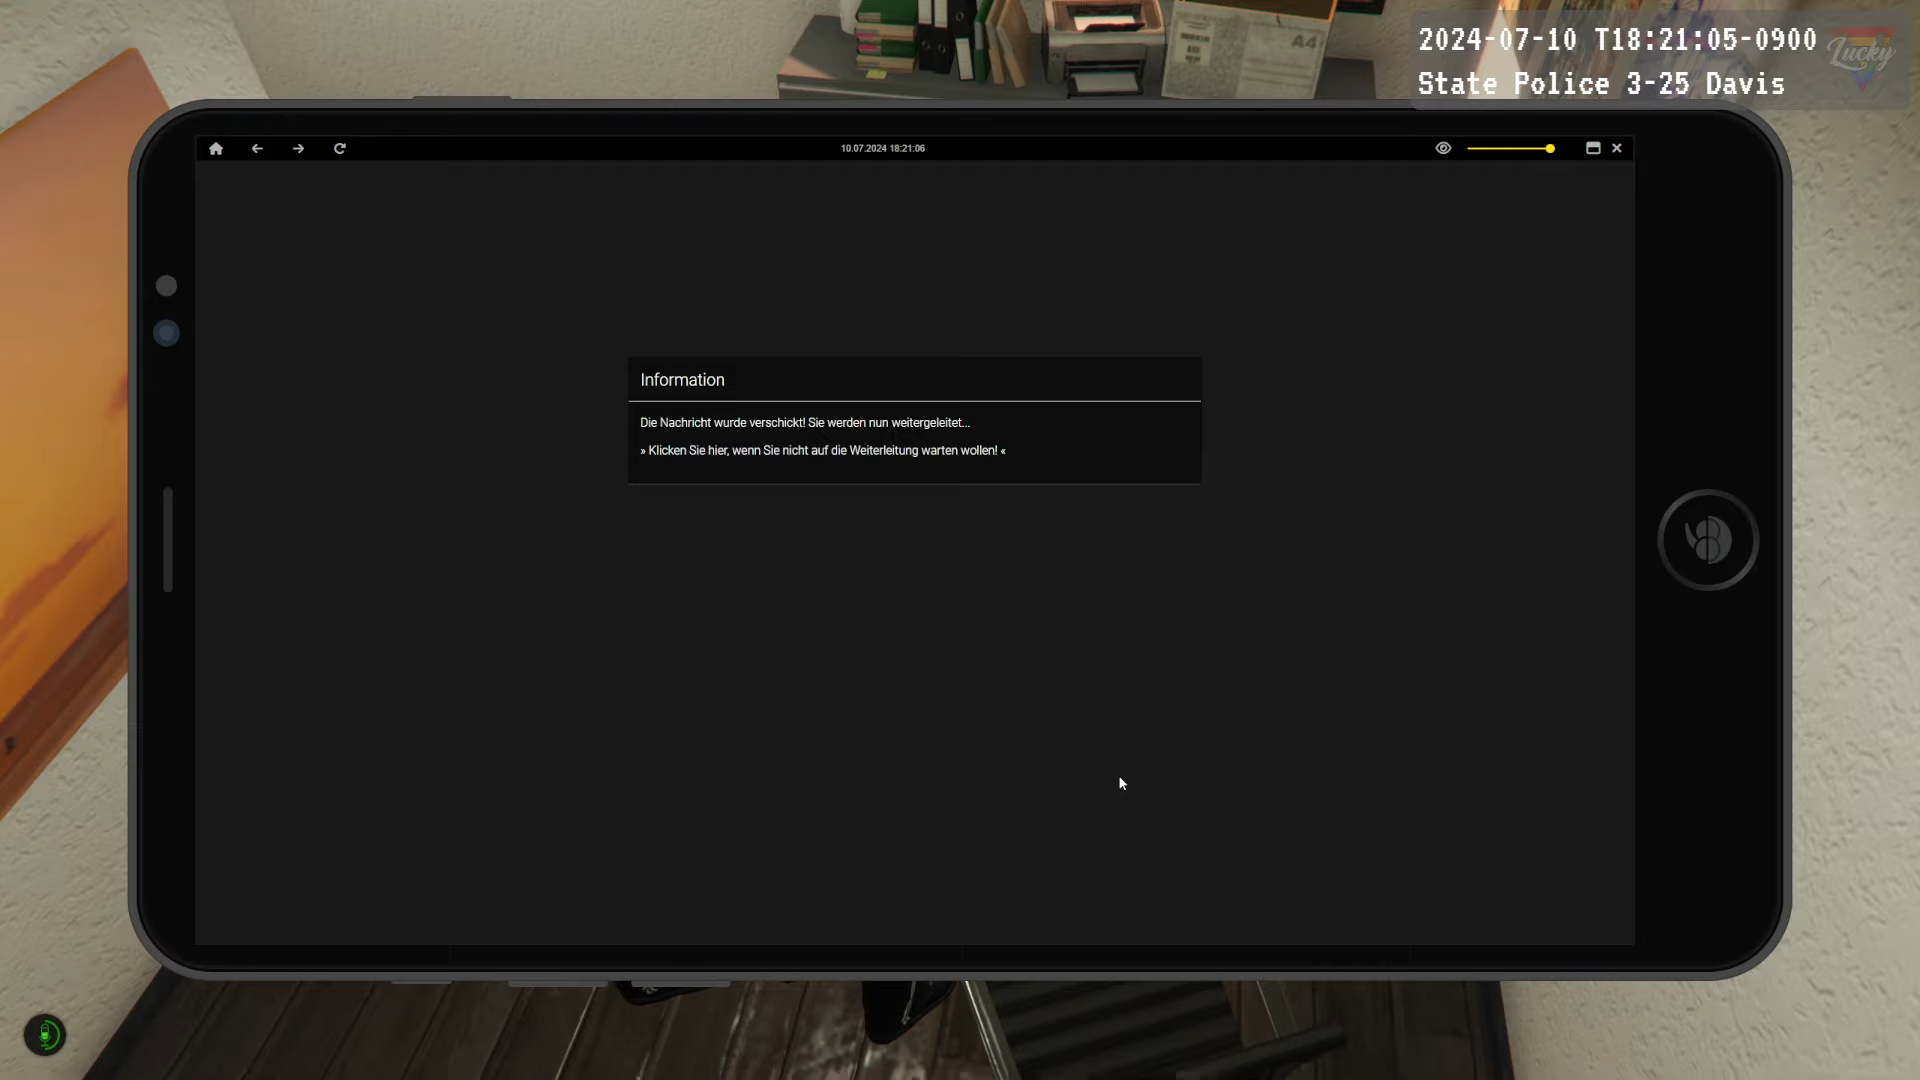 2024-07-10 T18:21:05-0900
Lucky
State Police 3-25 Davis
10.07.2024 18:21:06
A4
Information
Die Nachricht wurde verschickt! Sie werden nun weitergeleitet...
» Klicken Sie hier, wenn Sie nicht auf die Weiterleitung warten wollen! «